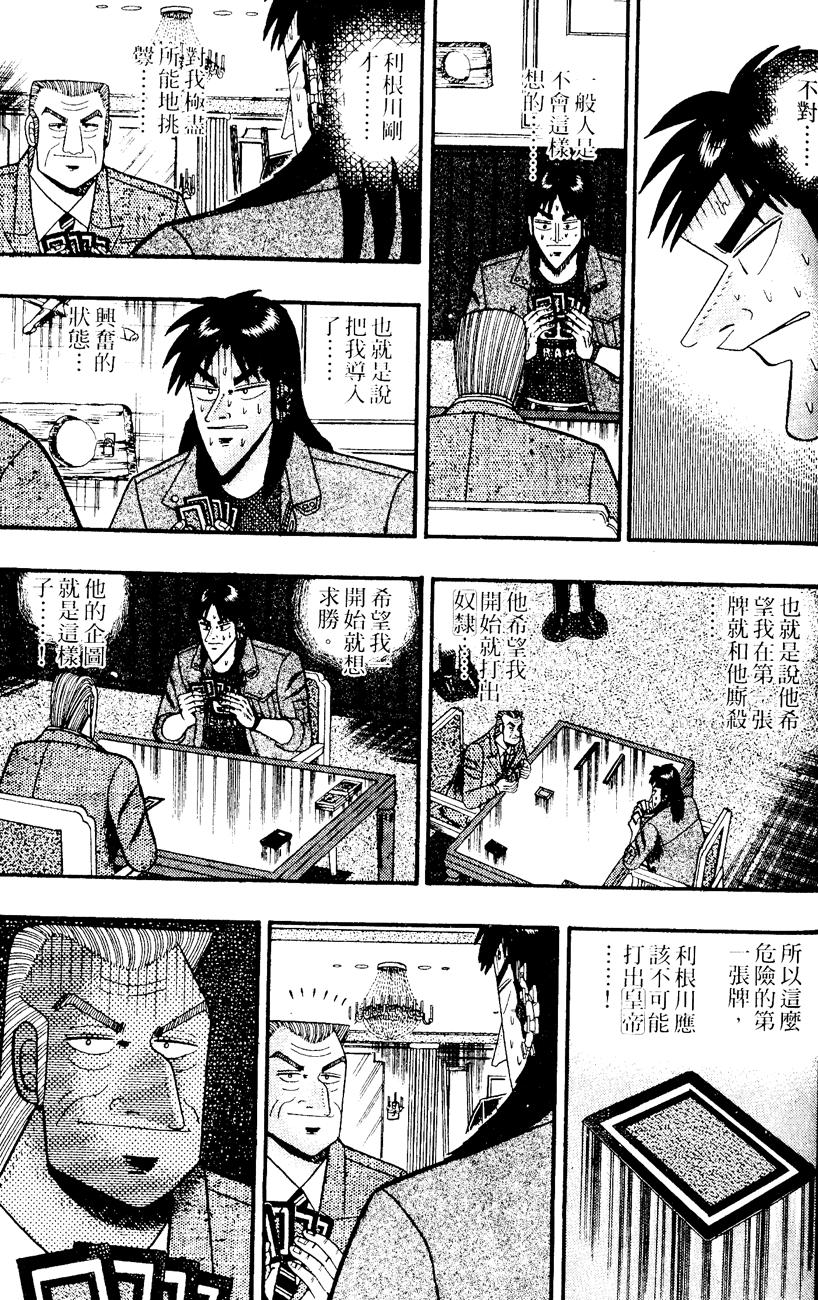 不對……
一般人是
不會這樣
想的！……
利根川剛
才………
對我極盡
所能地挑
釁………
也就是說
把我導入
了……
興奮的
狀態…
也就是說他希
望我在第一張
牌就和他廝殺
……
他希望我一
開始就打出
奴隸……
希望我一
開始就想
求勝。
他的企圖
就是這樣
子……！
所以這麼
危險的第
一張牌，
利根川應
該不可能
打出皇帝
……！